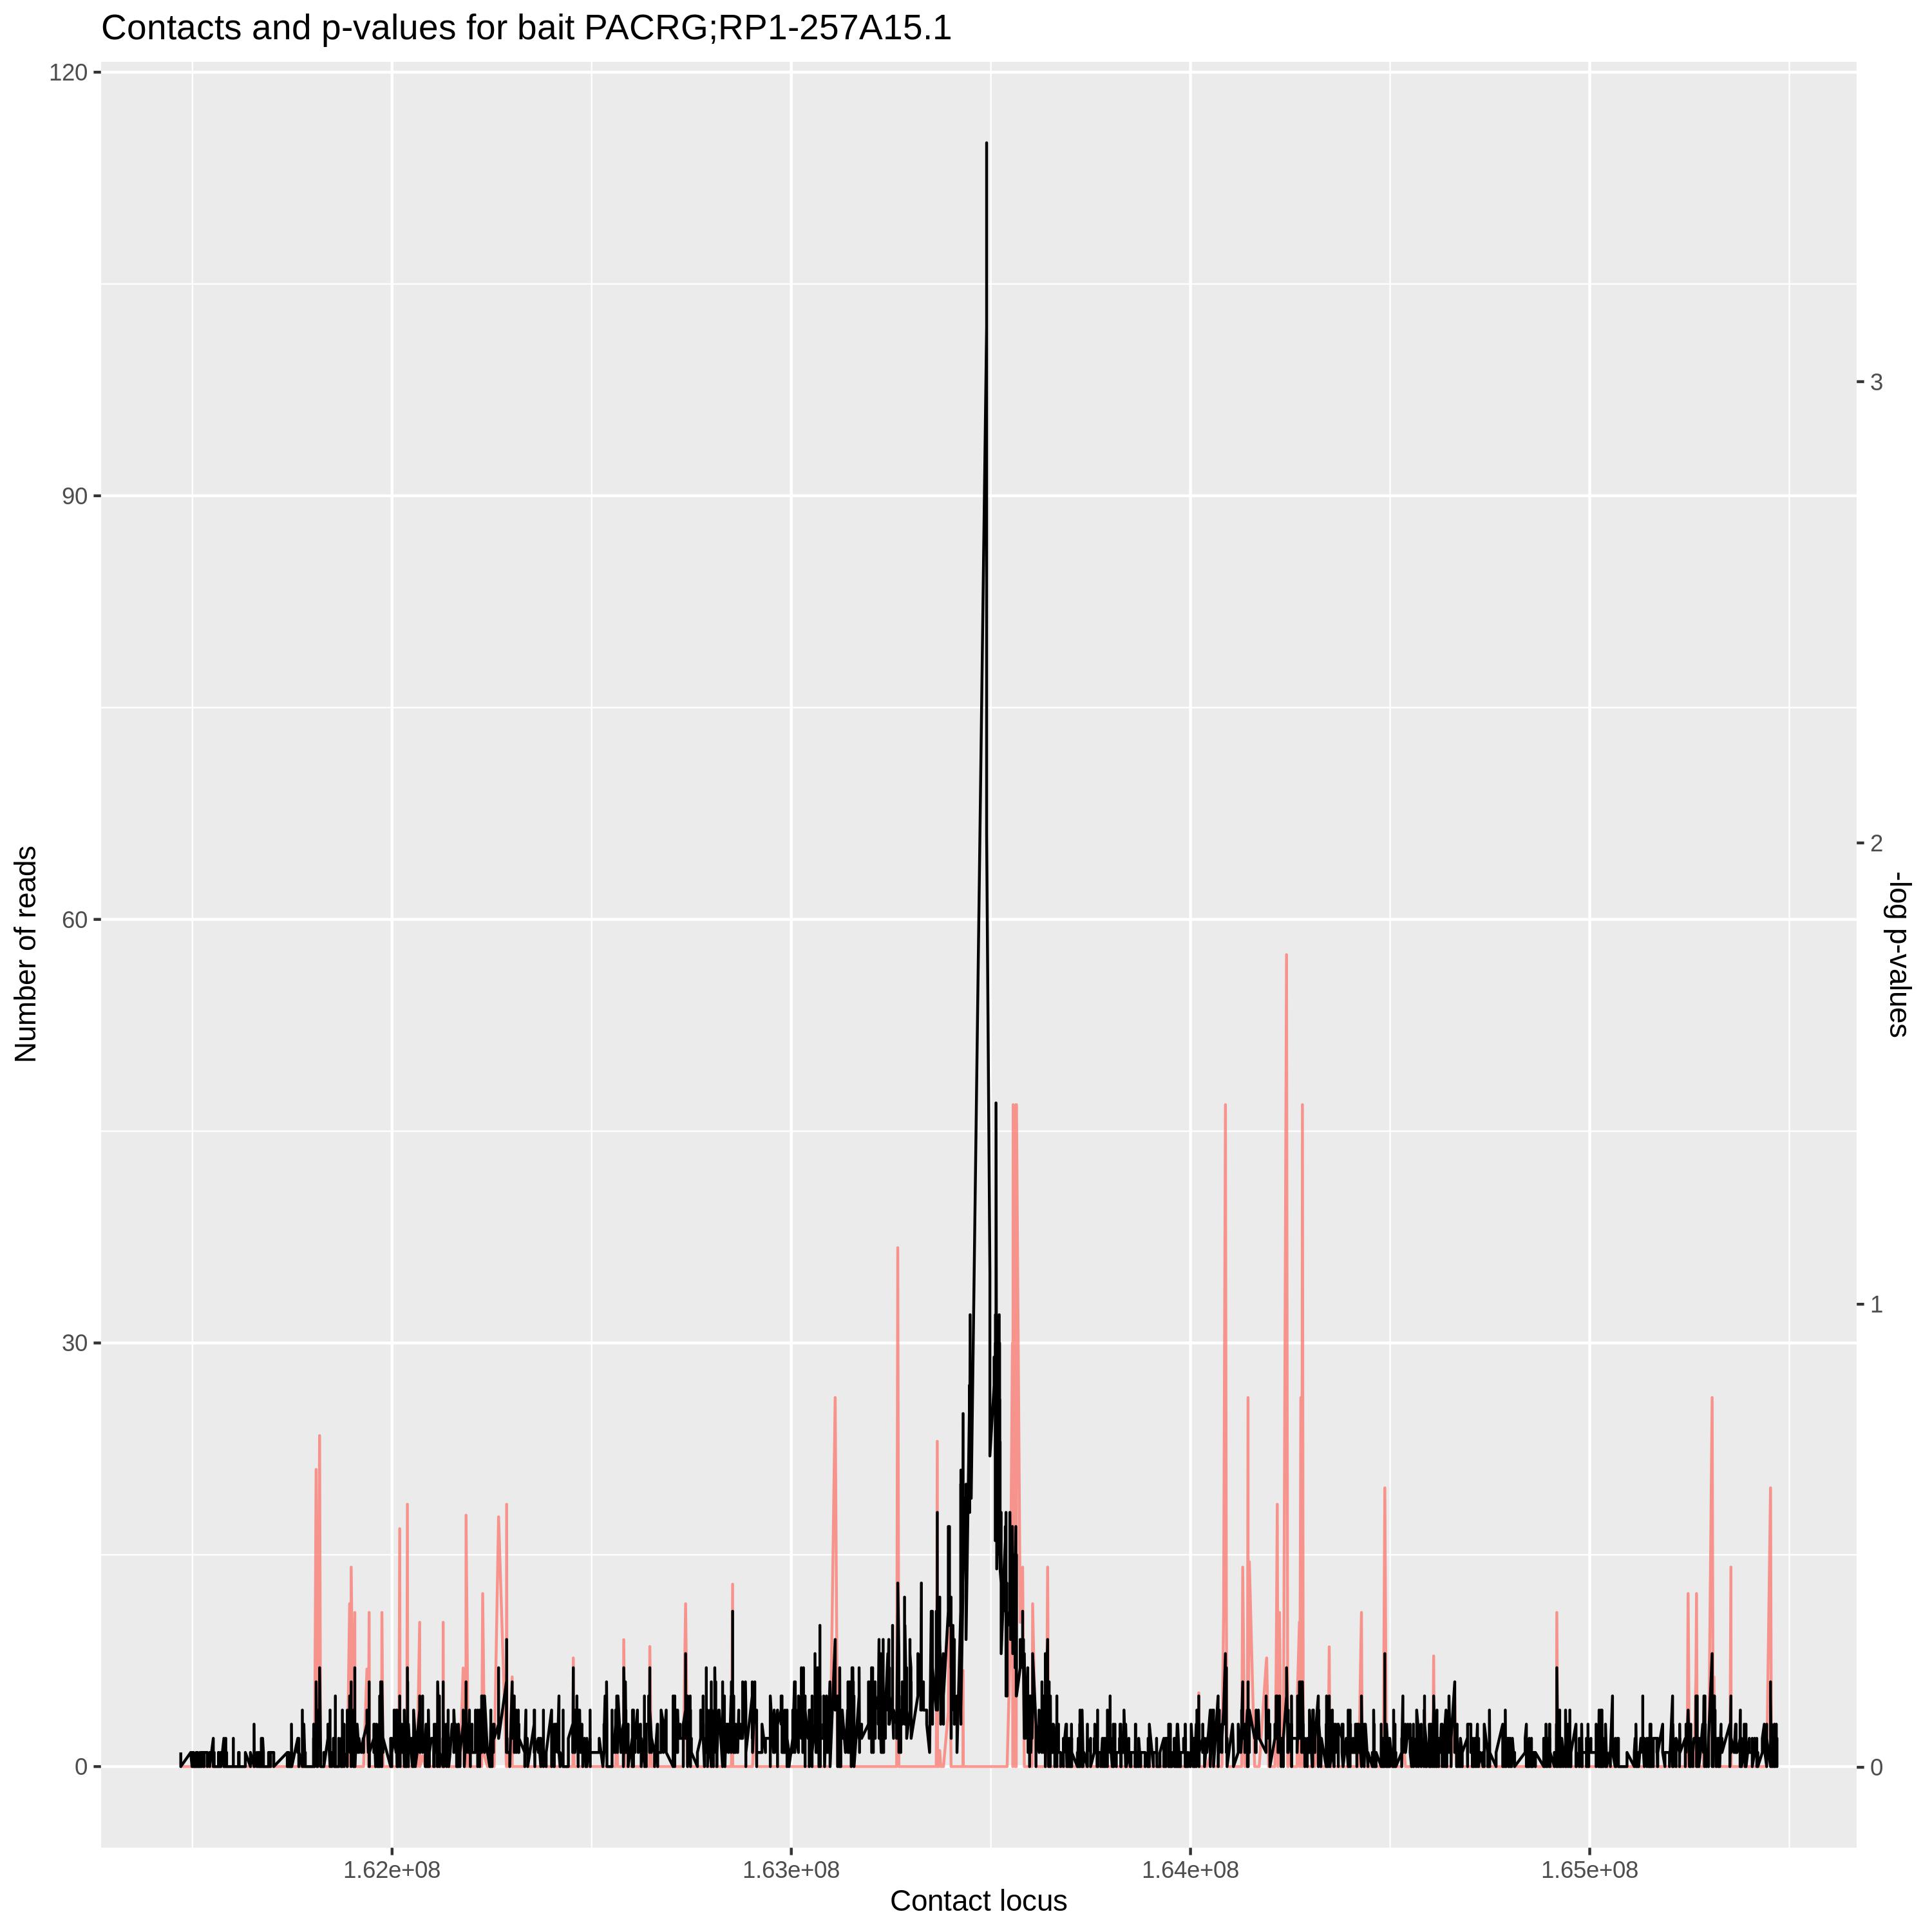 Contacts and p-values for bait PACRG;RP1-257A15.1
120
90
60
30
0
Number of reads
3
2
1
0
-log p-values
1.62e+08
1.63e+08
1.64e+08
1.65e+08
Contact locus